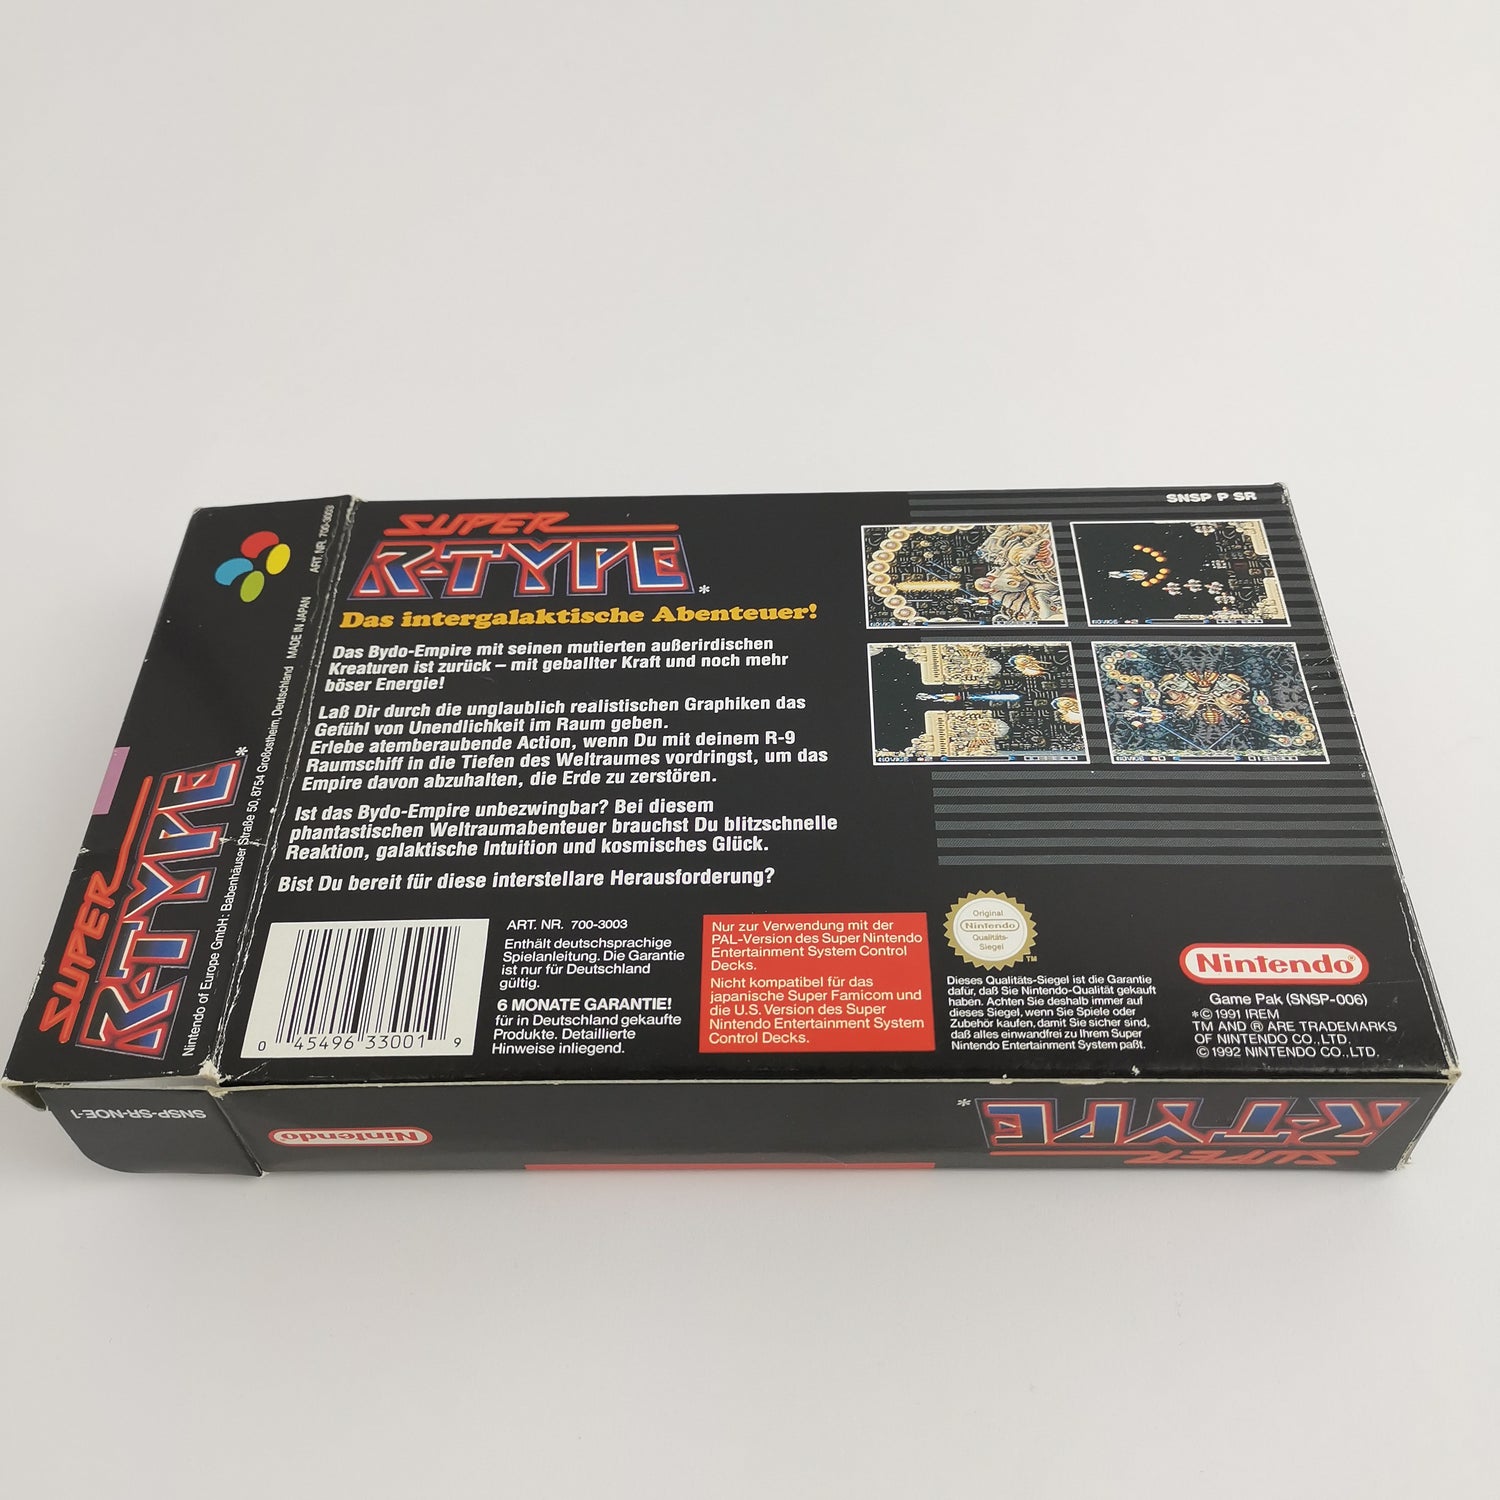 SNSP P SR
SUPER
R-TYPE*
Das intergalaktische Abenteuer!
Das Bydo-Empire mit seinen mutierten außerirdischen
Kreaturen ist zurück – mit geballter Kraft und noch mehr
böser Energie!
Laß Dir durch die unglaublich realistischen Graphiken das
Gefühl von Unendlichkeit im Raum geben.
Erlebe atemberaubende Action, wenn Du mit deinem R-9
Raumschiff in die Tiefen des Weltraumes vordringst, um das
Empire davon abzuhalten, die Erde zu zerstören.
Ist das Bydo-Empire unbezwingbar? Bei diesem
phantastischen Weltraumabenteuer brauchst Du blitzschnelle
Reaktion, galaktische Intuition und kosmisches Glück.
Bist Du bereit für diese interstellare Herausforderung?
0 45496 33001 9
ART. NR. 700-3003
Enthält deutschsprachige
Spielanleitung. Die Garantie
ist nur für Deutschland
gültig.
6 MONATE GARANTIE!
für in Deutschland gekaufte
Produkte. Detaillierte
Hinweise inliegend.
Nur zur Verwendung mit der
PAL-Version des Super Nintendo
Entertainment System Control
Decks.
Nicht kompatibel für das
japanische Super Famicom und
die U.S. Version des Super
Nintendo Entertainment System
Control Decks.
Original
Nintendo
Qualitäts-
Siegel
TM
Dieses Qualitäts-Siegel ist die Garantie
dafür, daß Sie Nintendo-Qualität gekauft
haben. Achten Sie deshalb immer auf
dieses Siegel, wenn Sie Spiele oder
Zubehör kaufen, damit Sie sicher sind,
daß alles einwandfrei zu Ihrem Super
Nintendo Entertainment System paßt.
Nintendo®
Game Pak (SNSP-006)
*© 1991 IREM
TM AND ® ARE TRADEMARKS
OF NINTENDO CO., LTD.
© 1992 NINTENDO CO., LTD.
SUPER
R-TYPE*
Nintendo of Europe GmbH: Babenhäuser Straße 50, 8754 Großostheim, Deutschland MADE IN JAPAN ART. NR. 700-3003
SNSP-SR-NOE-1
Nintendo
SUPER
R-TYPE*